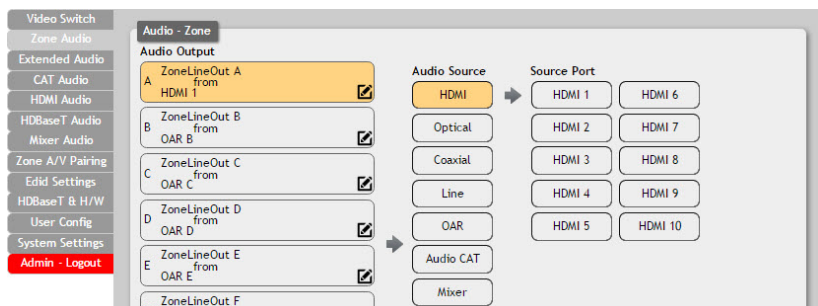 Video Switch
Zone Audio
Extended Audio
CAT Audio
HDMI Audio
HDBaseT Audio
Mixer Audio
Zone A/V Pairing
Edid Settings
HDBaseT & H/W
User Config
System Settings
Admin - Logout
Audio - Zone
Audio Output
A
ZoneLineOut A
from
HDMI 1
B
ZoneLineOut B
from
OAR B
C
ZoneLineOut C
from
OAR C
D
ZoneLineOut D
from
OAR D
E
ZoneLineOut E
from
OAR E
ZoneLineOut F
Audio Source
HDMI
Optical
Coaxial
Line
OAR
Audio CAT
Mixer
Source Port
HDMI 1
HDMI 6
HDMI 2
HDMI 7
HDMI 3
HDMI 8
HDMI 4
HDMI 9
HDMI 5
HDMI 10